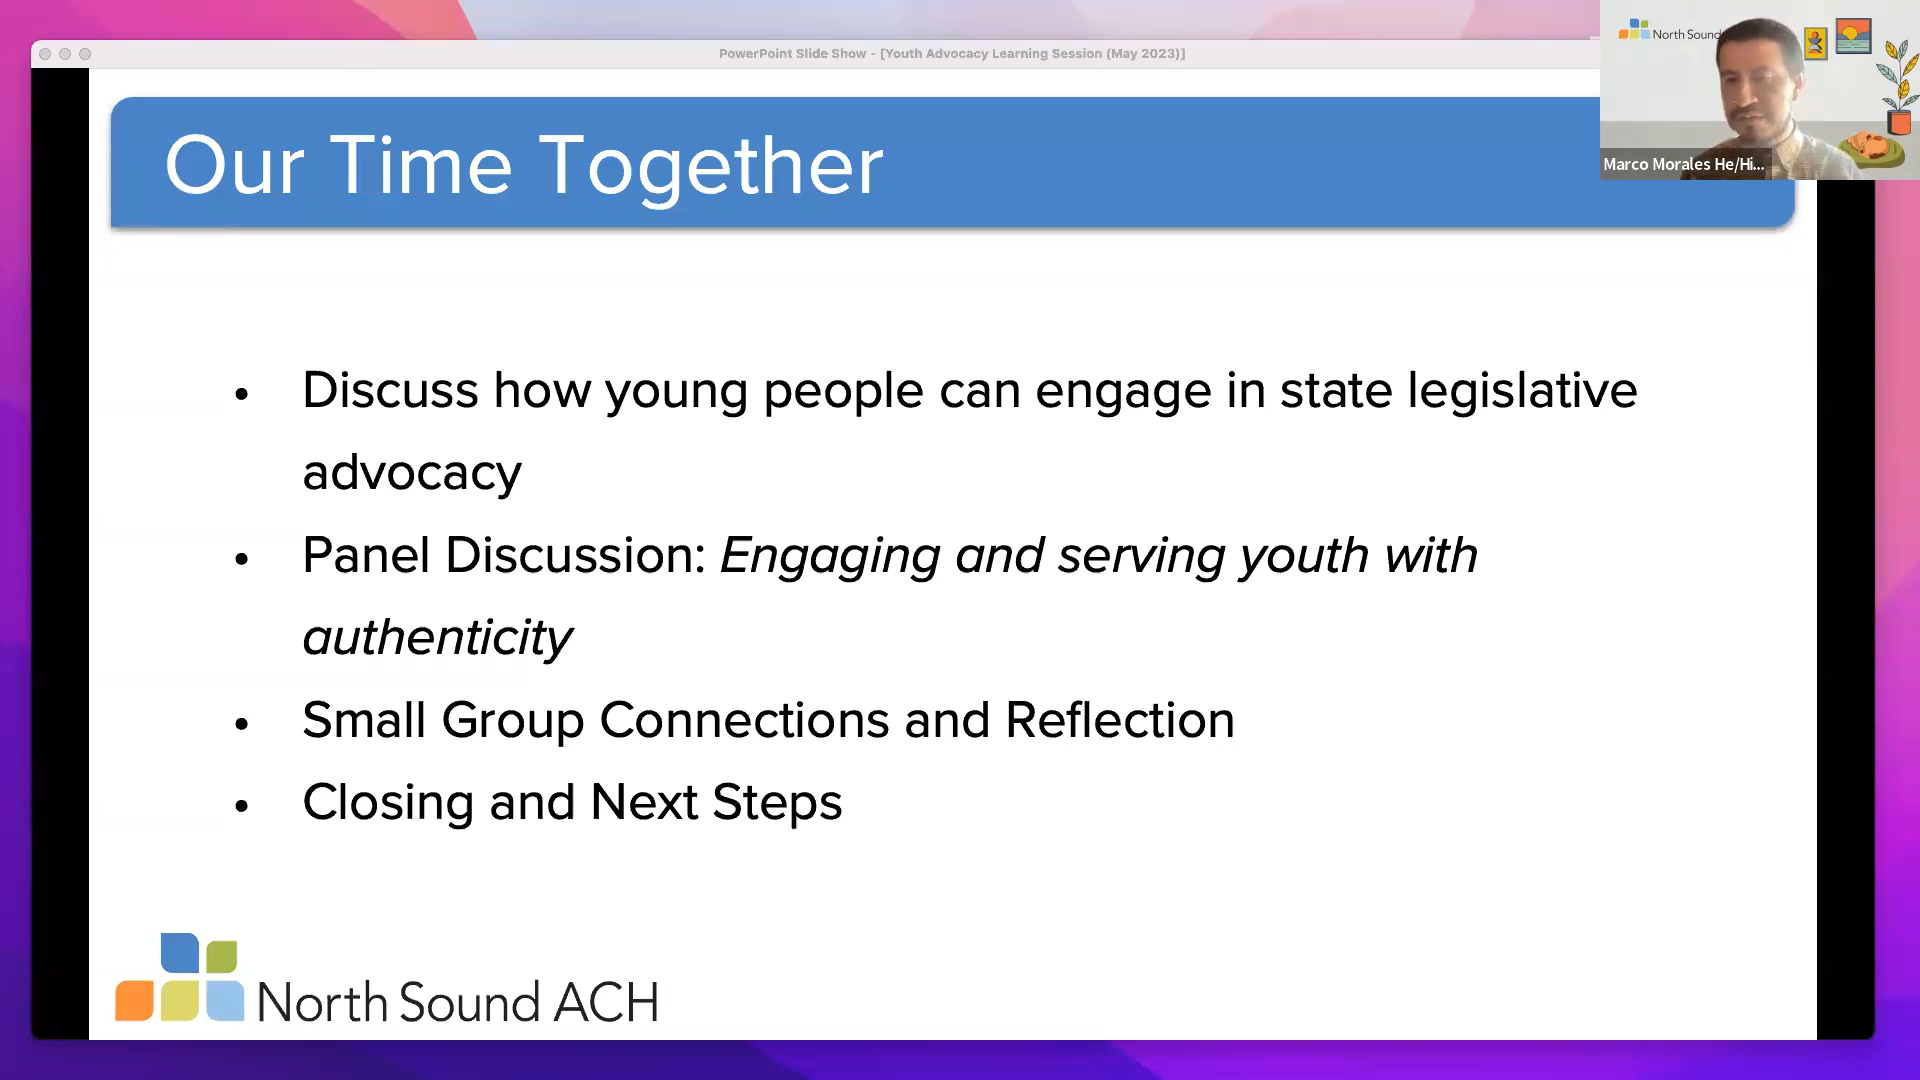 PowerPoint Slide Show - [Youth Advocacy Learning Session (May 2023)]
North Sound
Marco Morales He/Hi...
Our Time Together
• Discuss how young people can engage in state legislative
advocacy
• Panel Discussion: Engaging and serving youth with
authenticity
• Small Group Connections and Reflection
• Closing and Next Steps
North Sound ACH